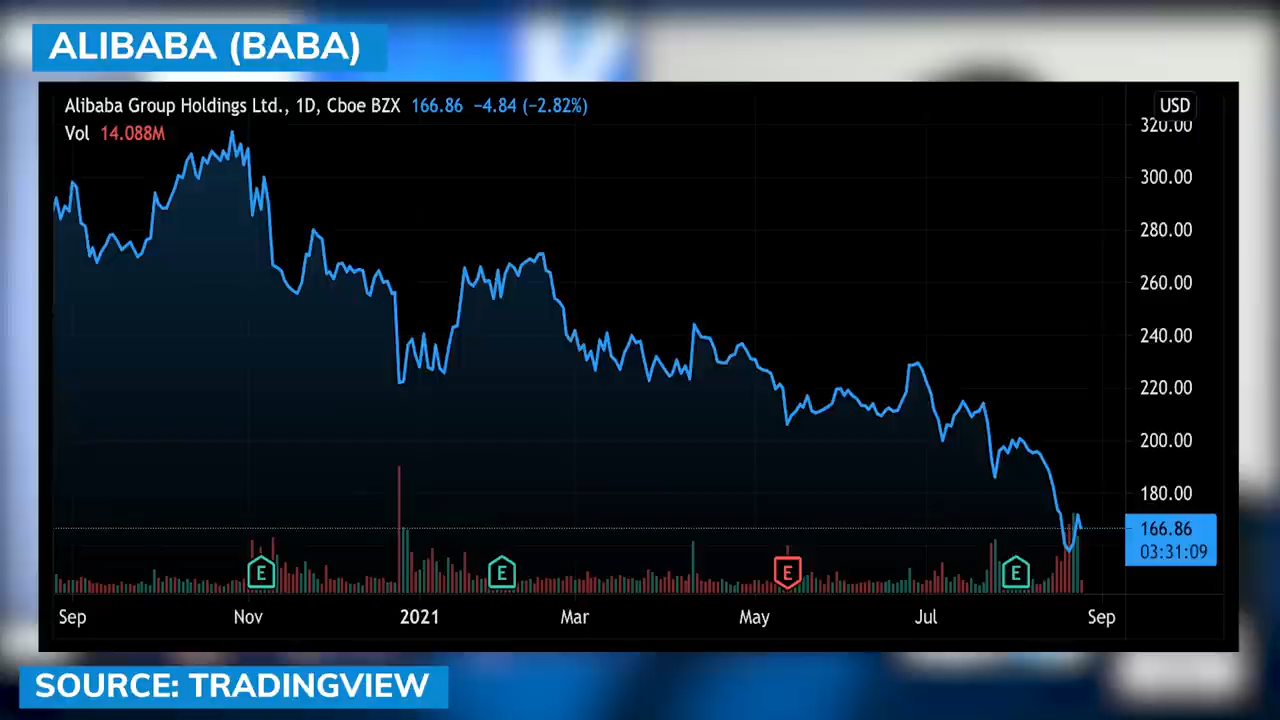 ALIBABA (BABA)
Alibaba Group Holdings Ltd., 1D, Cboe BZX 166.86 −4.84 (−2.82%)
Vol 14.088M
USD
320.00
300.00
280.00
260.00
240.00
220.00
200.00
180.00
166.86
03:31:09
E E E E
Sep Nov 2021 Mar May Jul Sep
SOURCE: TRADINGVIEW